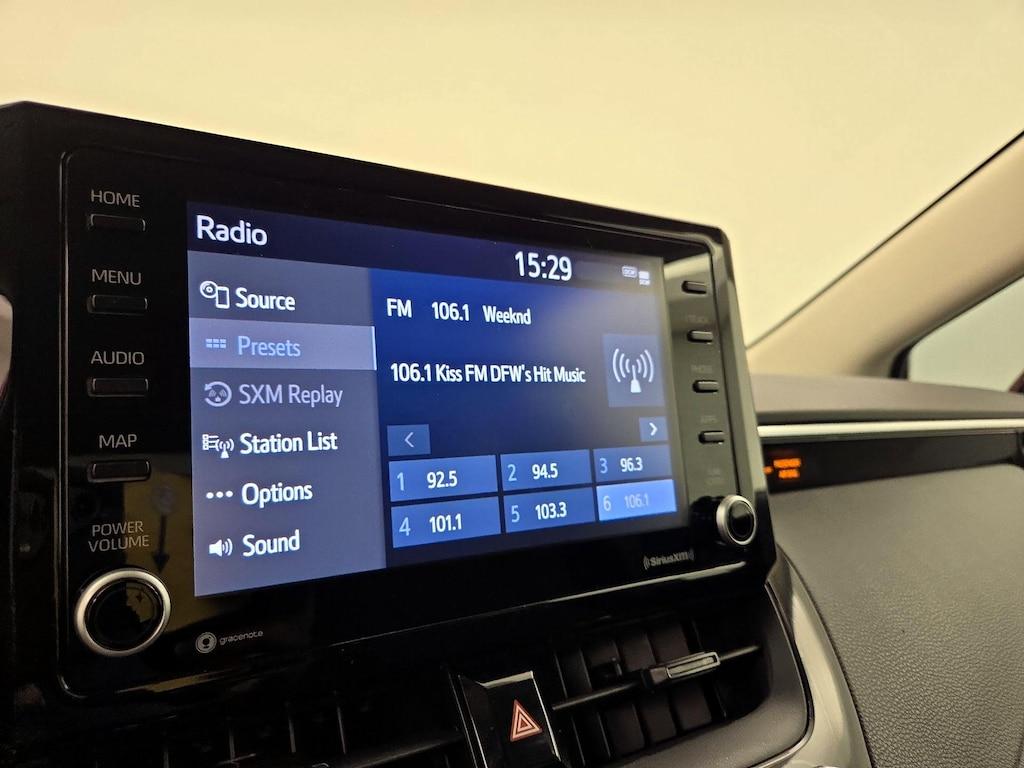 HOME
MENU
AUDIO
MAP
POWER
VOLUME
Radio
15:29
Source
Presets
SXM Replay
Station List
Options
Sound
FM 106.1 Weeknd
106.1 Kiss FM DFW's Hit Music
<
>
1 92.5 2 94.5 3 96.3
4 101.1 5 103.3 6 106.1
SiriusXM
gracenote